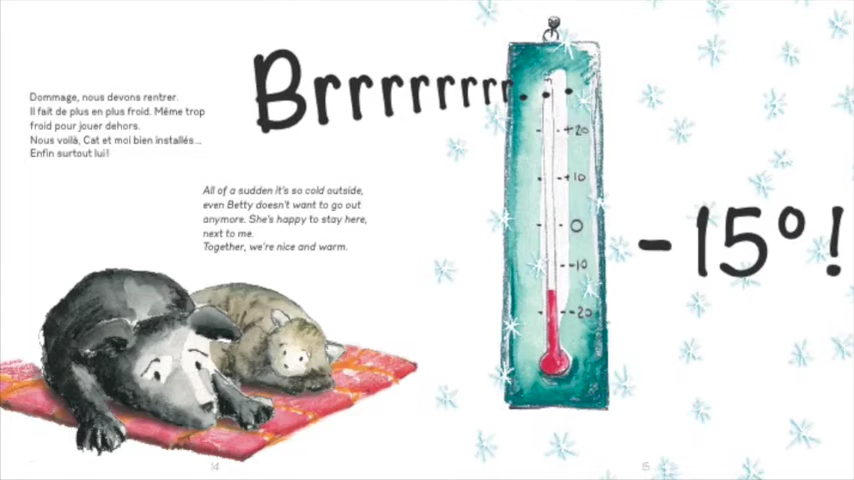 Dommage, nous devons rentrer.
Il fait de plus en plus froid. Même trop
froid pour jouer dehors.
Nous voilà, Cat et moi bien installés...
Enfin surtout lui!
All of a sudden it's so cold outside,
even Betty doesn't want to go out
anymore. She's happy to stay here,
next to me.
Together, we're nice and warm.
14
Brrrrrrrr...
+20
+10
0
-10
-20
-15º!
15